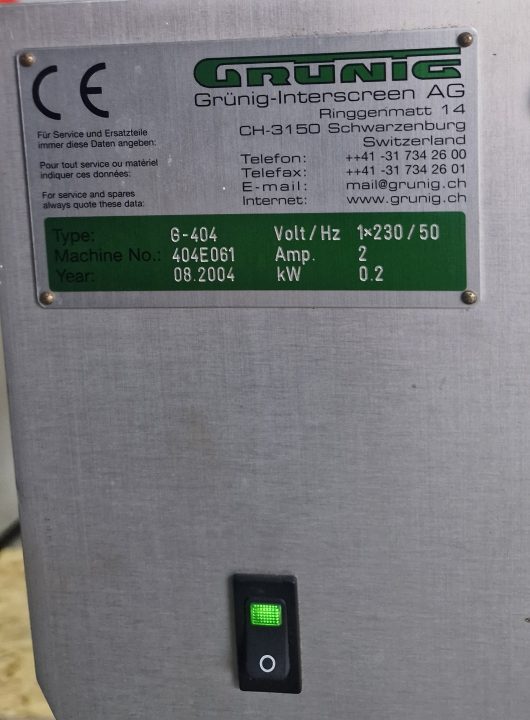 CE
GRÜNIG
Grünig-Interscreen AG
Ringgenmatt 14
CH-3150 Schwarzenburg
Switzerland
Telefon: ++41 -31 734 26 00
Telefax: ++41 -31 734 26 01
E-mail: mail@grunig.ch
Internet: www.grunig.ch
Für Service und Ersatzteile
immer diese Daten angeben:
Pour tout service ou matériel
indiquer ces données:
For service and spares
always quote these data:
Type: G-404 Volt/Hz 1×230/50
Machine No.: 404E061 Amp. 2
Year: 08.2004 kW 0.2
O